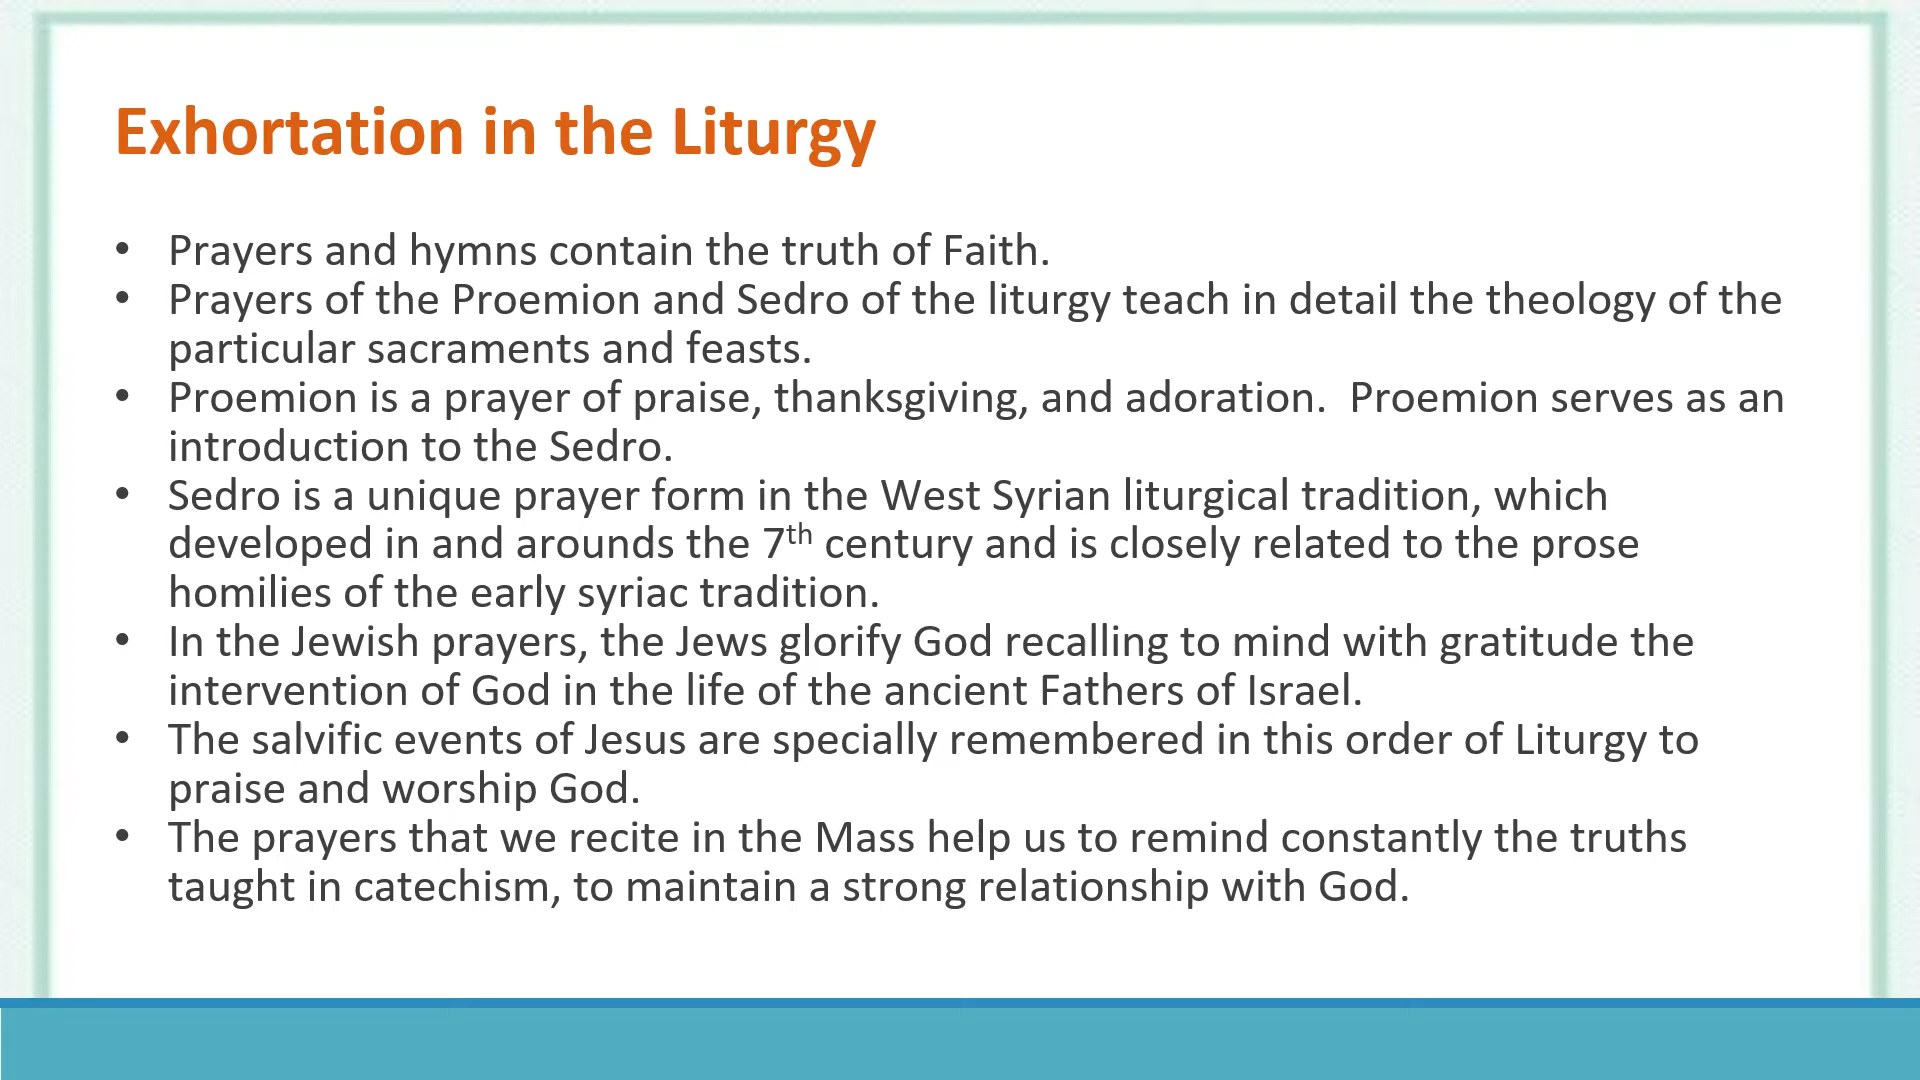 Exhortation in the Liturgy
• Prayers and hymns contain the truth of Faith.
• Prayers of the Proemion and Sedro of the liturgy teach in detail the theology of the
particular sacraments and feasts.
• Proemion is a prayer of praise, thanksgiving, and adoration.  Proemion serves as an
introduction to the Sedro.
• Sedro is a unique prayer form in the West Syrian liturgical tradition, which
developed in and arounds the 7th century and is closely related to the prose
homilies of the early syriac tradition.
• In the Jewish prayers, the Jews glorify God recalling to mind with gratitude the
intervention of God in the life of the ancient Fathers of Israel.
• The salvific events of Jesus are specially remembered in this order of Liturgy to
praise and worship God.
• The prayers that we recite in the Mass help us to remind constantly the truths
taught in catechism, to maintain a strong relationship with God.